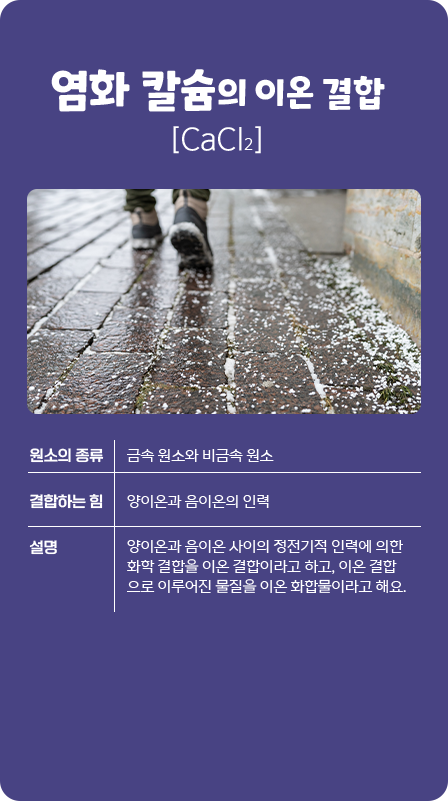 염화 칼슘의 이온 결합
[CaCl₂]
원소의 종류 금속 원소와 비금속 원소
결합하는 힘 양이온과 음이온의 인력
설명 양이온과 음이온 사이의 정전기적 인력에 의한
화학 결합을 이온 결합이라고 하고, 이온 결합
으로 이루어진 물질을 이온 화합물이라고 해요.